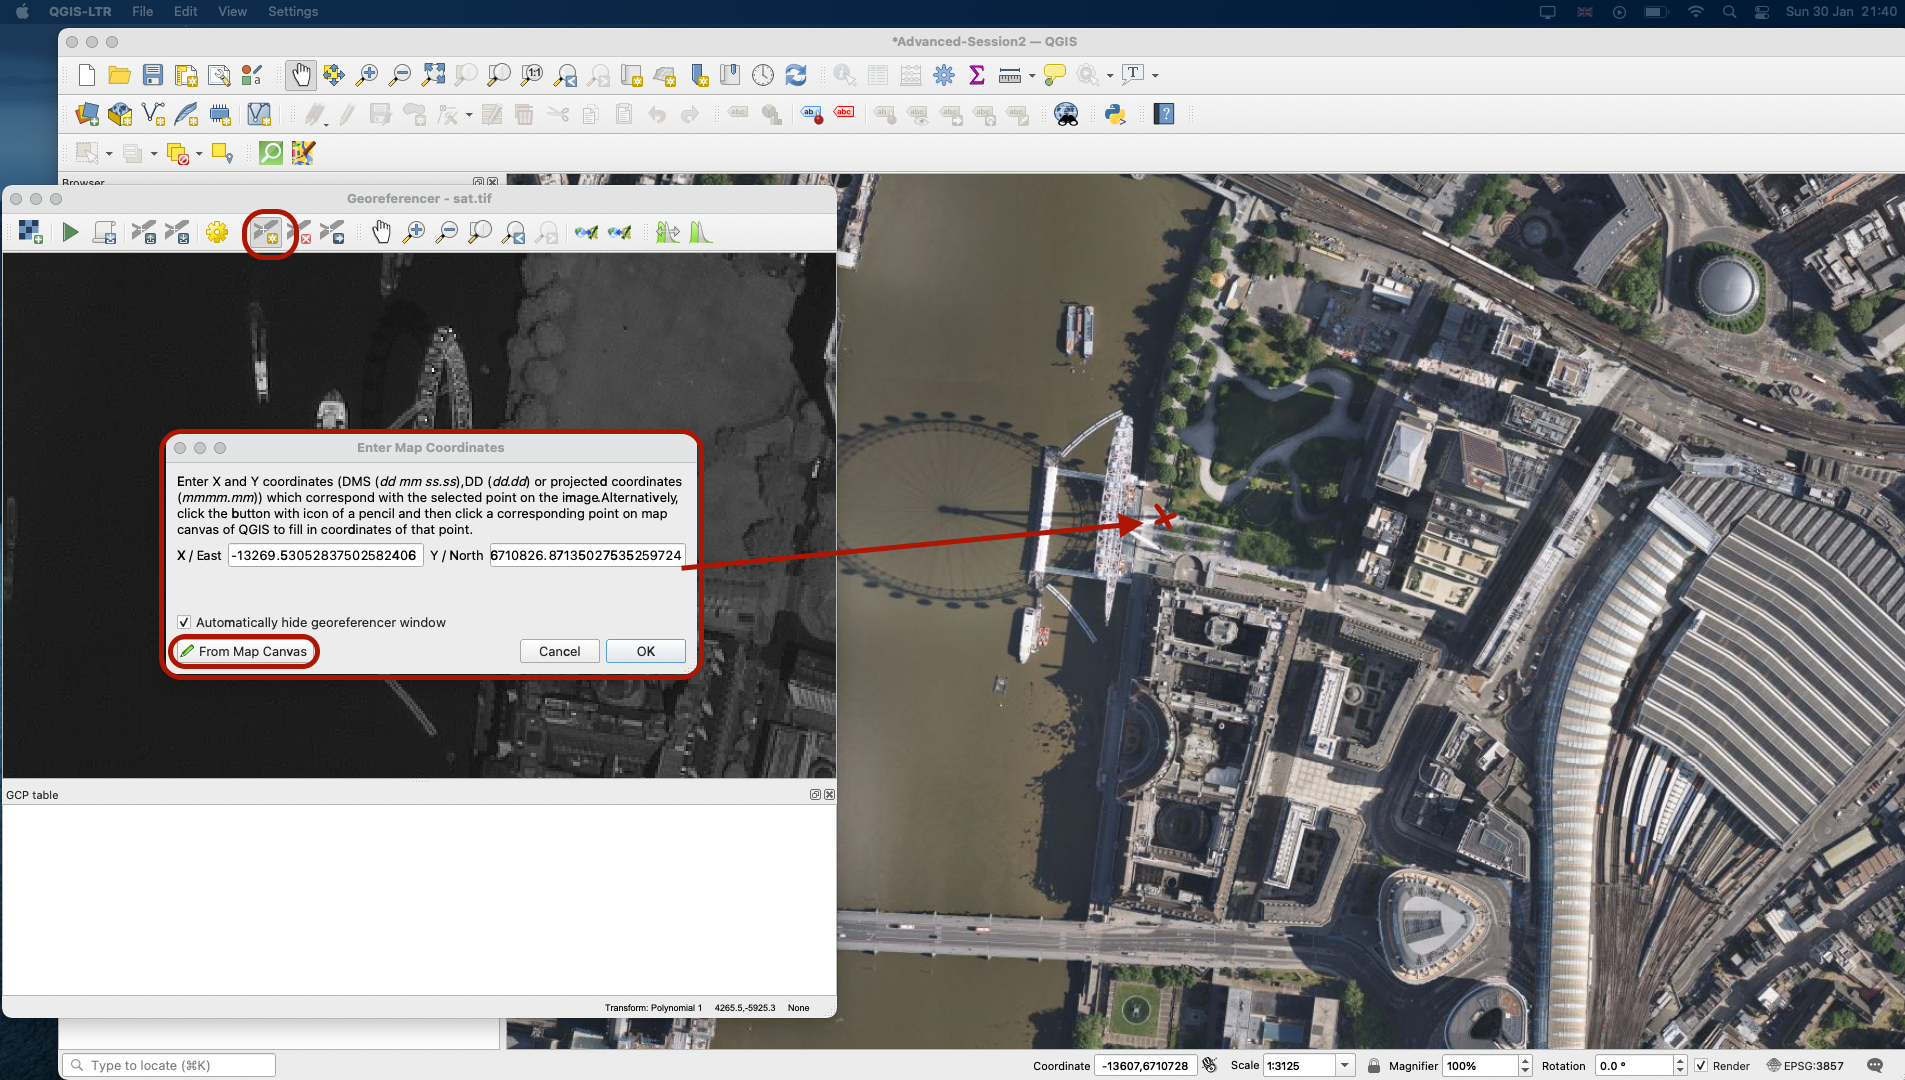 QGIS-LTR File Edit View Settings Sun 30 Jan 21:40
*Advanced-Session2 — QGIS
Browser
Georeferencer - sat.tif
Enter Map Coordinates
Enter X and Y coordinates (DMS (dd mm ss.ss),DD (dd.dd) or projected coordinates
(mmmm.mm)) which correspond with the selected point on the image.Alternatively,
click the button with icon of a pencil and then click a corresponding point on map
canvas of QGIS to fill in coordinates of that point.
X / East -13269.53052837502582406 Y / North 6710826.87135027535259724
Automatically hide georeferencer window
From Map Canvas Cancel OK
GCP table
Transform: Polynomial 1 4265.5,-5925.3 None
Type to locate (⌘K) Coordinate -13607,6710728 Scale 1:3125 Magnifier 100% Rotation 0.0 ° Render EPSG:3857